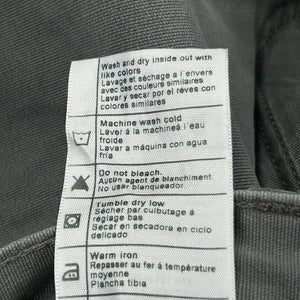 Wash and dry inside out with
like colors
Lavage et séchage a l'envers
avec des couleurs similaires
Lavar y secar por el revés con
colores similares
Machine wash cold
Laver à la machineà l'eau
froide
Lavar a máquina con agua
fría
Do not bleach.
Aucun agent de blanchiment.
No usar blanqueador.
Tumble dry low
Sécher par culbutage à
réglage bas
Secar en secadora en ciclo
delicado
Warm iron
Repasser au fer à température
moyenne
Plancha tibia